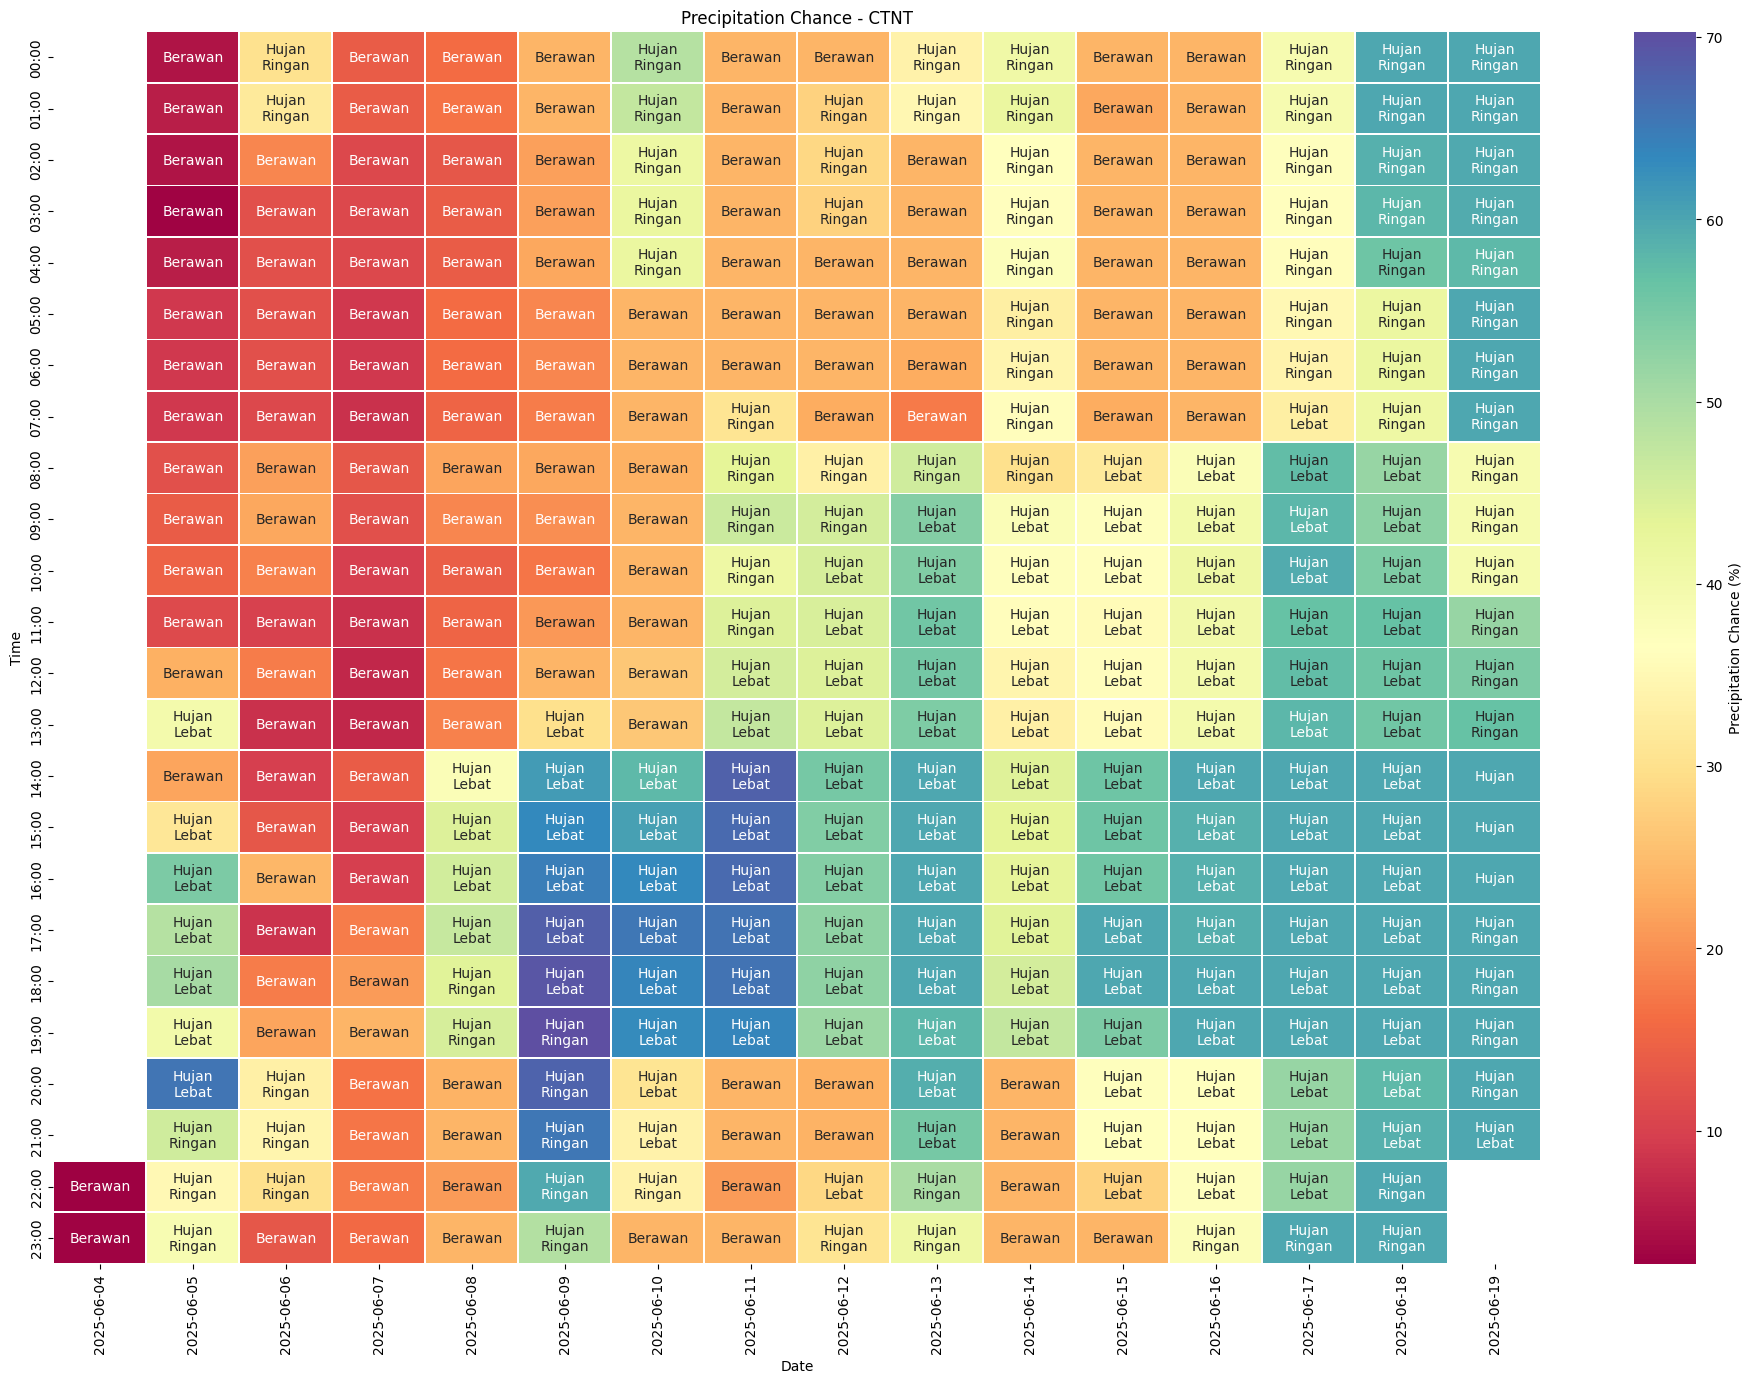 Precipitation Chance - CTNT
Time
00:00 Berawan Hujan Ringan Berawan Berawan Berawan Hujan Ringan Berawan Berawan Hujan Ringan Hujan Ringan Berawan Berawan Hujan Ringan Hujan Ringan Hujan Ringan
01:00 Berawan Hujan Ringan Berawan Berawan Berawan Hujan Ringan Berawan Hujan Ringan Hujan Ringan Hujan Ringan Berawan Berawan Hujan Ringan Hujan Ringan Hujan Ringan
02:00 Berawan Berawan Berawan Berawan Berawan Hujan Ringan Berawan Hujan Ringan Berawan Hujan Ringan Berawan Berawan Hujan Ringan Hujan Ringan Hujan Ringan
03:00 Berawan Berawan Berawan Berawan Berawan Hujan Ringan Berawan Hujan Ringan Berawan Hujan Ringan Berawan Berawan Hujan Ringan Hujan Ringan Hujan Ringan
04:00 Berawan Berawan Berawan Berawan Berawan Hujan Ringan Berawan Berawan Berawan Hujan Ringan Berawan Berawan Hujan Ringan Hujan Ringan Hujan Ringan
05:00 Berawan Berawan Berawan Berawan Berawan Berawan Berawan Berawan Berawan Hujan Ringan Berawan Berawan Hujan Ringan Hujan Ringan Hujan Ringan
06:00 Berawan Berawan Berawan Berawan Berawan Berawan Berawan Berawan Berawan Hujan Ringan Berawan Berawan Hujan Ringan Hujan Ringan Hujan Ringan
07:00 Berawan Berawan Berawan Berawan Berawan Berawan Hujan Ringan Berawan Berawan Hujan Ringan Berawan Berawan Hujan Lebat Hujan Ringan Hujan Ringan
08:00 Berawan Berawan Berawan Berawan Berawan Berawan Hujan Ringan Hujan Ringan Hujan Ringan Hujan Ringan Hujan Lebat Hujan Lebat Hujan Lebat Hujan Lebat Hujan Ringan
09:00 Berawan Berawan Berawan Berawan Berawan Berawan Hujan Ringan Hujan Ringan Hujan Lebat Hujan Lebat Hujan Lebat Hujan Lebat Hujan Lebat Hujan Lebat Hujan Ringan
10:00 Berawan Berawan Berawan Berawan Berawan Berawan Hujan Ringan Hujan Lebat Hujan Lebat Hujan Lebat Hujan Lebat Hujan Lebat Hujan Lebat Hujan Lebat Hujan Ringan
11:00 Berawan Berawan Berawan Berawan Berawan Berawan Hujan Ringan Hujan Lebat Hujan Lebat Hujan Lebat Hujan Lebat Hujan Lebat Hujan Lebat Hujan Lebat Hujan Ringan
12:00 Berawan Berawan Berawan Berawan Berawan Berawan Hujan Lebat Hujan Lebat Hujan Lebat Hujan Lebat Hujan Lebat Hujan Lebat Hujan Lebat Hujan Lebat Hujan Ringan
13:00 Hujan Lebat Berawan Berawan Berawan Hujan Lebat Berawan Hujan Lebat Hujan Lebat Hujan Lebat Hujan Lebat Hujan Lebat Hujan Lebat Hujan Lebat Hujan Lebat Hujan Ringan
14:00 Berawan Berawan Berawan Hujan Lebat Hujan Lebat Hujan Lebat Hujan Lebat Hujan Lebat Hujan Lebat Hujan Lebat Hujan Lebat Hujan Lebat Hujan Lebat Hujan Lebat Hujan
15:00 Hujan Lebat Berawan Berawan Hujan Lebat Hujan Lebat Hujan Lebat Hujan Lebat Hujan Lebat Hujan Lebat Hujan Lebat Hujan Lebat Hujan Lebat Hujan Lebat Hujan Lebat Hujan
16:00 Hujan Lebat Berawan Berawan Hujan Lebat Hujan Lebat Hujan Lebat Hujan Lebat Hujan Lebat Hujan Lebat Hujan Lebat Hujan Lebat Hujan Lebat Hujan Lebat Hujan Lebat Hujan
17:00 Hujan Lebat Berawan Berawan Hujan Lebat Hujan Lebat Hujan Lebat Hujan Lebat Hujan Lebat Hujan Lebat Hujan Lebat Hujan Lebat Hujan Lebat Hujan Lebat Hujan Lebat Hujan Ringan
18:00 Hujan Lebat Berawan Berawan Hujan Ringan Hujan Lebat Hujan Lebat Hujan Lebat Hujan Lebat Hujan Lebat Hujan Lebat Hujan Lebat Hujan Lebat Hujan Lebat Hujan Lebat Hujan Ringan
19:00 Hujan Lebat Berawan Berawan Hujan Ringan Hujan Ringan Hujan Lebat Hujan Lebat Hujan Lebat Hujan Lebat Hujan Lebat Hujan Lebat Hujan Lebat Hujan Lebat Hujan Lebat Hujan Ringan
20:00 Hujan Lebat Hujan Ringan Berawan Berawan Hujan Ringan Hujan Lebat Berawan Berawan Hujan Lebat Berawan Hujan Lebat Hujan Lebat Hujan Lebat Hujan Lebat Hujan Ringan
21:00 Hujan Ringan Hujan Ringan Berawan Berawan Hujan Ringan Hujan Lebat Berawan Berawan Hujan Lebat Berawan Hujan Lebat Hujan Lebat Hujan Lebat Hujan Lebat Hujan Lebat
22:00 Berawan Hujan Ringan Hujan Ringan Berawan Berawan Hujan Ringan Hujan Ringan Berawan Hujan Lebat Hujan Ringan Berawan Hujan Lebat Hujan Lebat Hujan Lebat Hujan Ringan
23:00 Berawan Hujan Ringan Berawan Berawan Berawan Hujan Ringan Berawan Berawan Hujan Ringan Hujan Ringan Berawan Berawan Hujan Ringan Hujan Ringan Hujan Ringan
2025-06-04 2025-06-05 2025-06-06 2025-06-07 2025-06-08 2025-06-09 2025-06-10 2025-06-11 2025-06-12 2025-06-13 2025-06-14 2025-06-15 2025-06-16 2025-06-17 2025-06-18 2025-06-19
Date
70
60
50
40
30
20
10
Precipitation Chance (%)